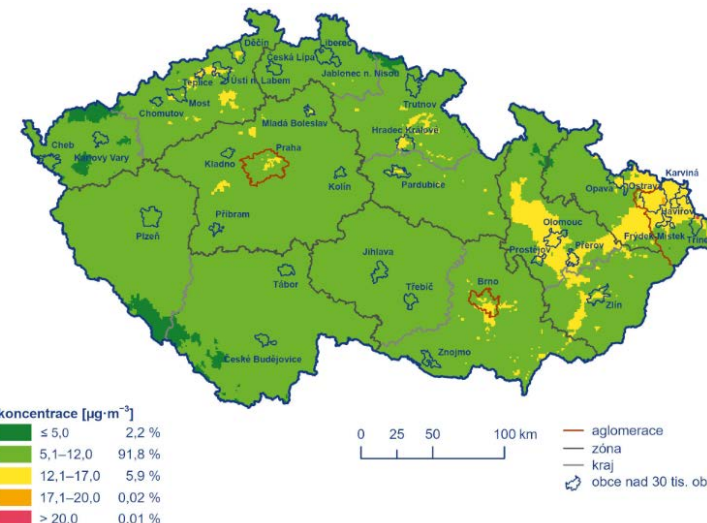 Děčín
Liberec
Česká Lípa
Teplice
Ústí n. Labem
Jablonec n. Nisou
Most
Trutnov
Chomutov
Mladá Boleslav
Cheb
Karlovy Vary
Hradec Králové
Praha
Kladno
Kolín
Pardubice
Karviná
Opava
Ostrava
Havířov
Příbram
Plzeň
Olomouc
Frýdek-Místek
Prostějov
Přerov
Jihlava
Tábor
Třebíč
Brno
Zlín
České Budějovice
Znojmo
koncentrace [µg·m⁻³]
≤ 5,0 2,2 %
5,1–12,0 91,8 %
12,1–17,0 5,9 %
17,1–20,0 0,02 %
> 20,0 0,01 %
0 25 50 100 km
aglomerace
zóna
kraj
obce nad 30 tis. ob